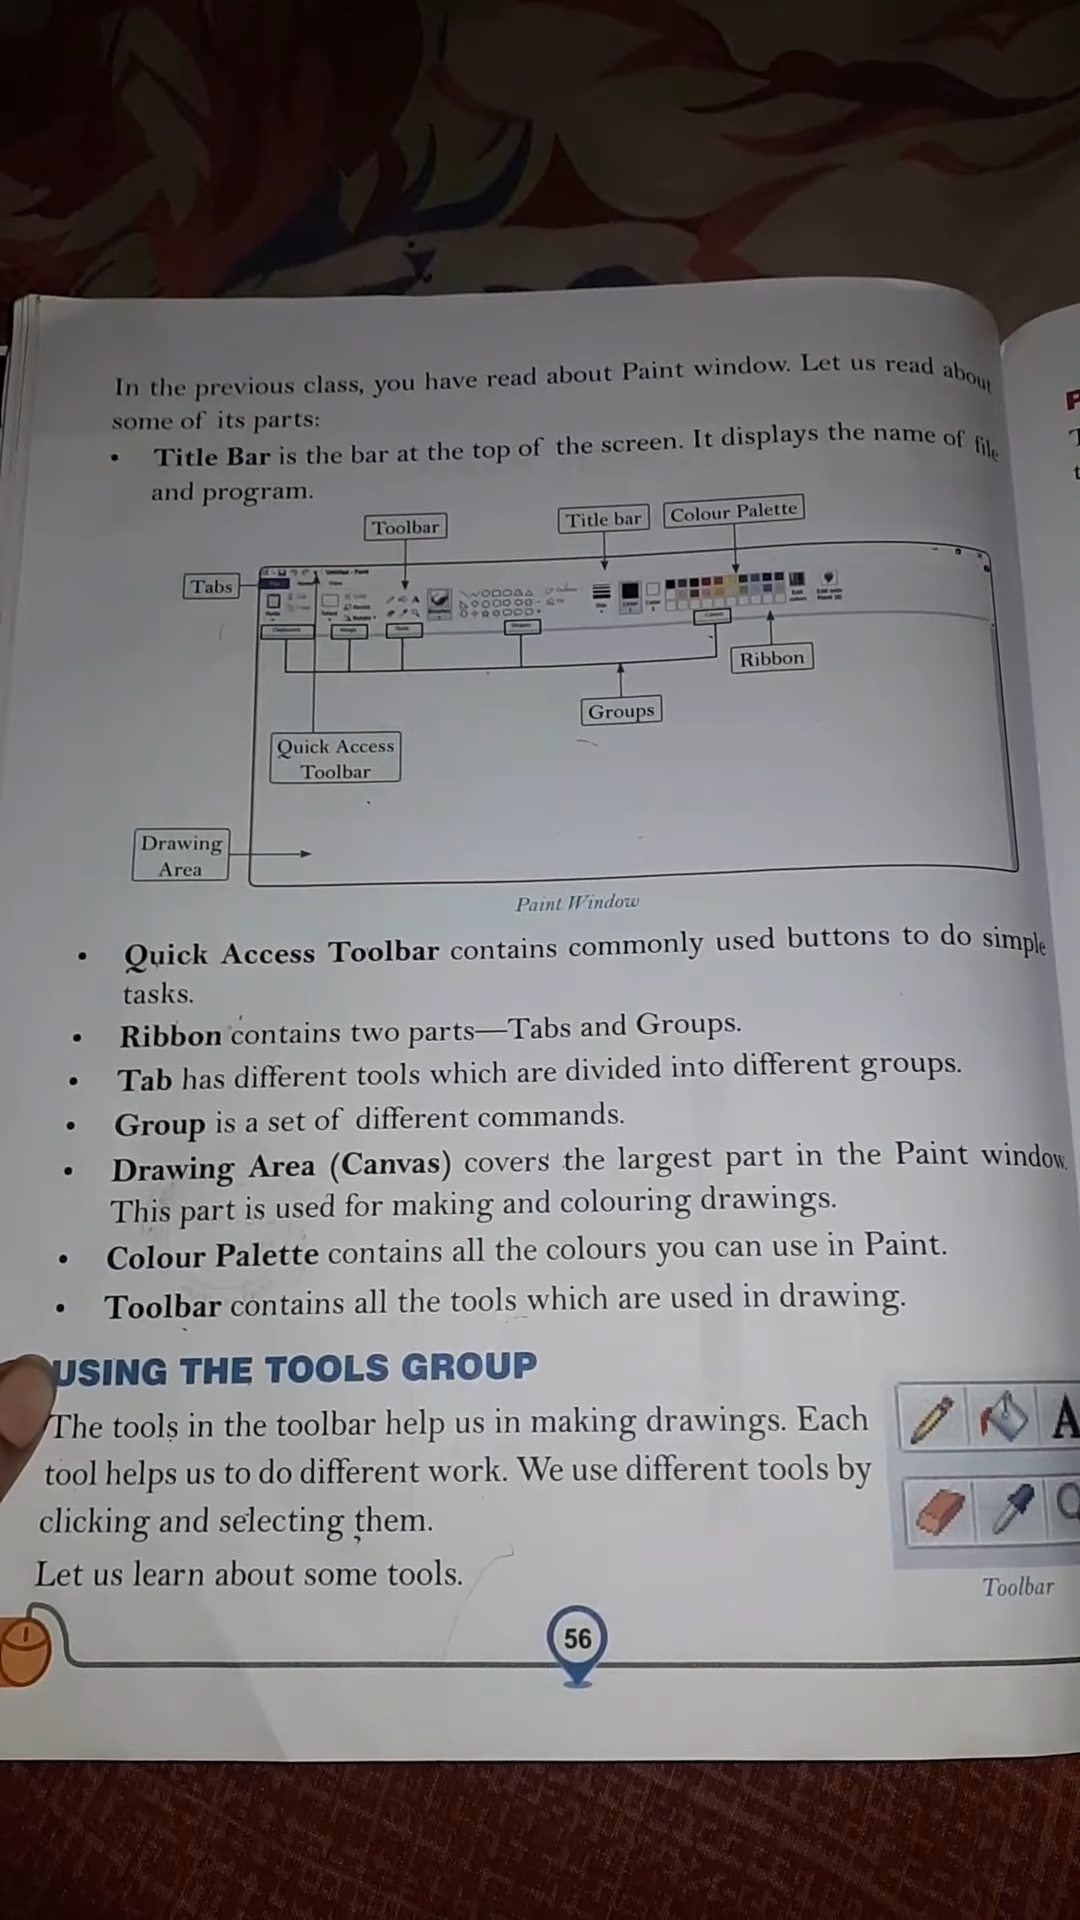 In the previous class, you have read about Paint window. Let us read about
some of its parts:
• Title Bar is the bar at the top of the screen. It displays the name of file
and program.
Toolbar
Title bar
Colour Palette
Tabs
Untitled - Paint
Ribbon
Groups
Quick Access
Toolbar
Drawing
Area
Paint Window
• Quick Access Toolbar contains commonly used buttons to do simple
tasks.
• Ribbon contains two parts—Tabs and Groups.
• Tab has different tools which are divided into different groups.
• Group is a set of different commands.
• Drawing Area (Canvas) covers the largest part in the Paint window.
This part is used for making and colouring drawings.
• Colour Palette contains all the colours you can use in Paint.
• Toolbar contains all the tools which are used in drawing.
USING THE TOOLS GROUP
The tools in the toolbar help us in making drawings. Each
tool helps us to do different work. We use different tools by
clicking and selecting them.
Let us learn about some tools.
A
Toolbar
56